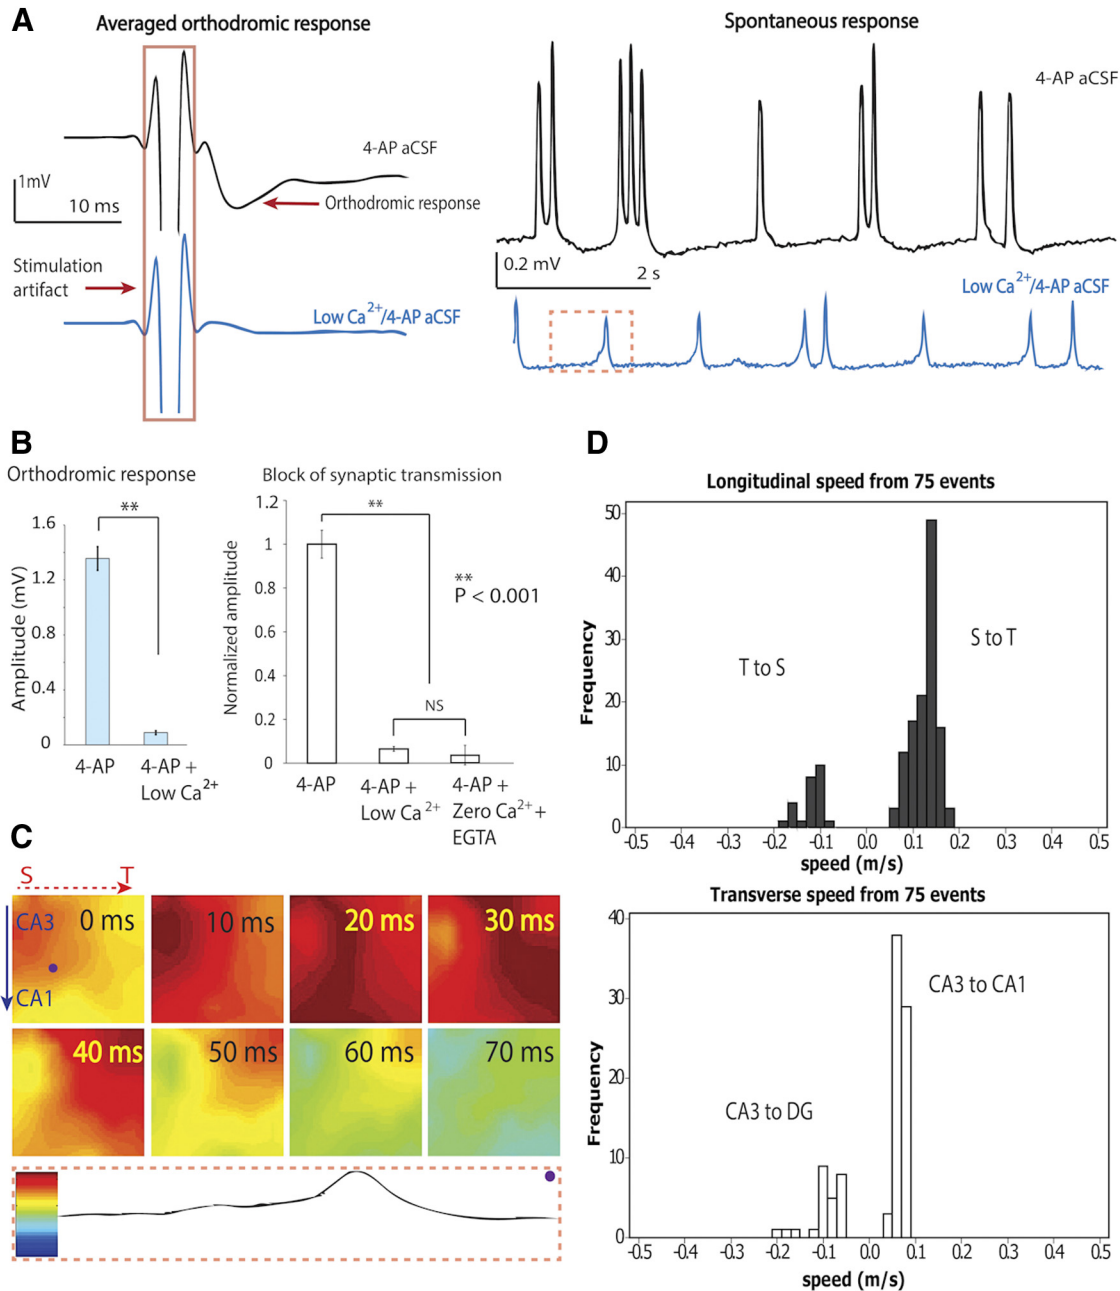 A
Averaged orthodromic response
Spontaneous response
4-AP aCSF
4-AP aCSF
1mV
10 ms
Orthodromic response
Stimulation
artifact
0.2 mV
2 s
Low Ca2+/4-AP aCSF
Low Ca2+/4-AP aCSF
B
Orthodromic response
**
1.6
1.2
0.8
0.4
0
Amplitude (mV)
4-AP
4-AP +
Low Ca2+
Block of synaptic transmission
1.2
1
0.8
0.6
0.4
0.2
0
Normalized amplitude
**
**
P < 0.001
NS
4-AP
4-AP +
Low Ca2+
4-AP +
Zero Ca2+ +
EGTA
C
S
T
CA3
CA1
0 ms
10 ms
20 ms
30 ms
40 ms
50 ms
60 ms
70 ms
D
Longitudinal speed from 75 events
50
40
30
20
10
0
Frequency
T to S
S to T
-0.5 -0.4 -0.3 -0.2 -0.1 0.0 0.1 0.2 0.3 0.4 0.5
speed (m/s)
Transverse speed from 75 events
40
30
20
10
0
Frequency
CA3 to DG
CA3 to CA1
-0.5 -0.4 -0.3 -0.2 -0.1 0.0 0.1 0.2 0.3 0.4 0.5
speed (m/s)